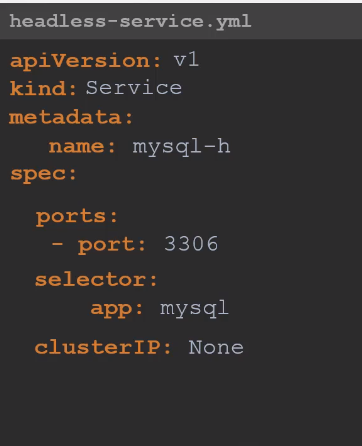 headless-service.yml
apiVersion: v1
kind: Service
metadata:
name: mysql-h
spec:
ports:
- port: 3306
selector:
app: mysql
clusterIP: None